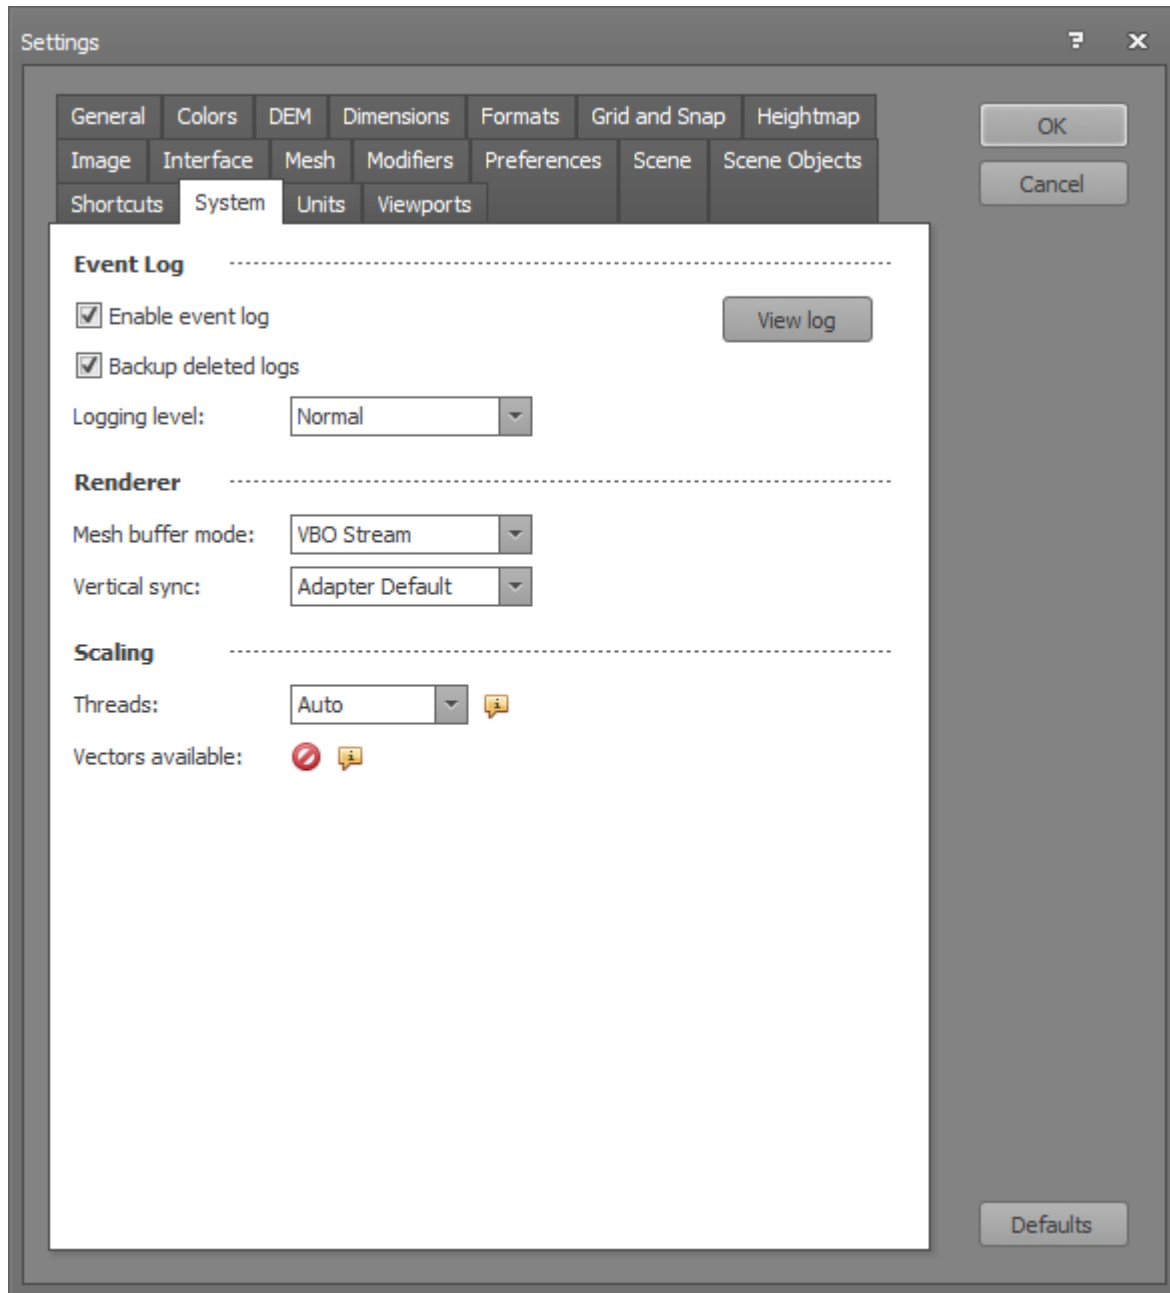 Settings
General Colors DEM Dimensions Formats Grid and Snap Heightmap
OK
Image Interface Mesh Modifiers Preferences Scene Scene Objects
Cancel
Shortcuts System Units Viewports
Event Log
Enable event log
View log
Backup deleted logs
Logging level: Normal
Renderer
Mesh buffer mode: VBO Stream
Vertical sync: Adapter Default
Scaling
Threads: Auto
Vectors available:
Defaults